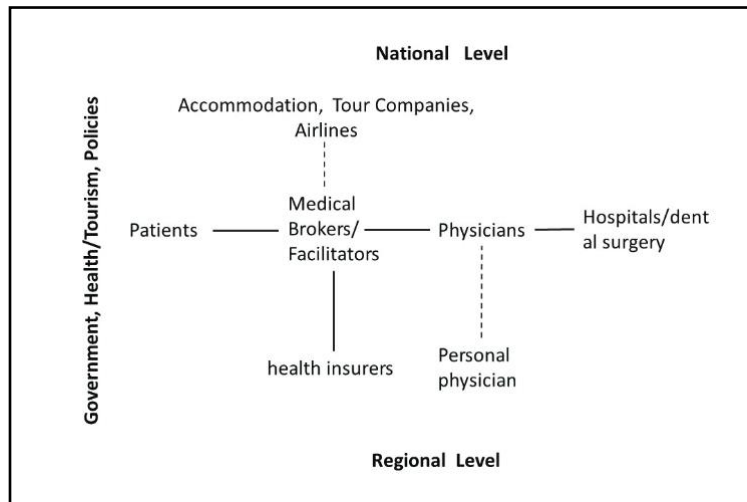 National Level
Accommodation, Tour Companies,
Airlines
Government, Health/Tourism, Policies
Patients
Medical
Brokers/
Facilitators
Physicians
Hospitals/dent
al surgery
health insurers
Personal
physician
Regional Level